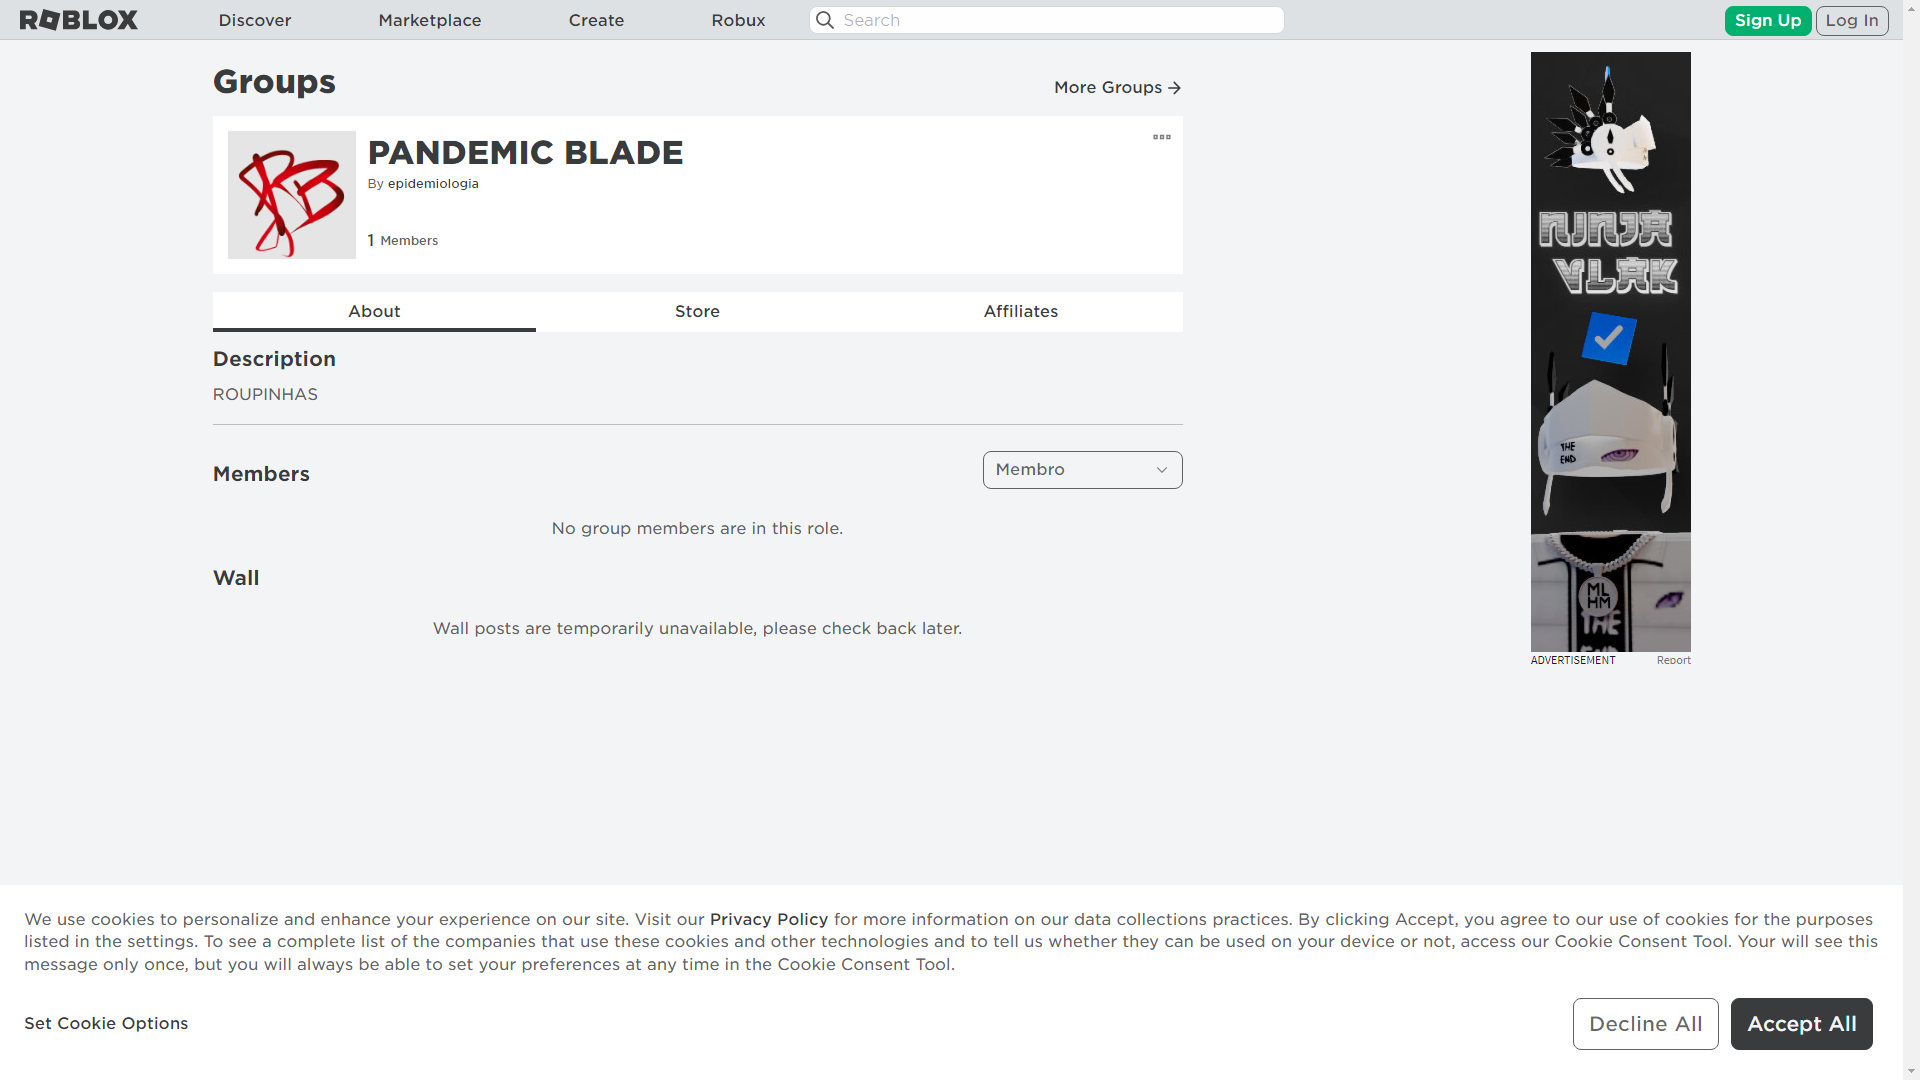 ROBLOX
Discover
Marketplace
Create
Robux
Search
Sign Up
Log In
Groups
More Groups
PANDEMIC BLADE
By epidemiologia
1 Members
About
Store
Affiliates
Description
ROUPINHAS
Members
Membro
No group members are in this role.
Wall
Wall posts are temporarily unavailable, please check back later.
NJNJA
VLAK
THE
END
ML
HM
THE
ADVERTISEMENT
Report
We use cookies to personalize and enhance your experience on our site. Visit our Privacy Policy for more information on our data collections practices. By clicking Accept, you agree to our use of cookies for the purposes
listed in the settings. To see a complete list of the companies that use these cookies and other technologies and to tell us whether they can be used on your device or not, access our Cookie Consent Tool. Your will see this
message only once, but you will always be able to set your preferences at any time in the Cookie Consent Tool.
Set Cookie Options
Decline All
Accept All